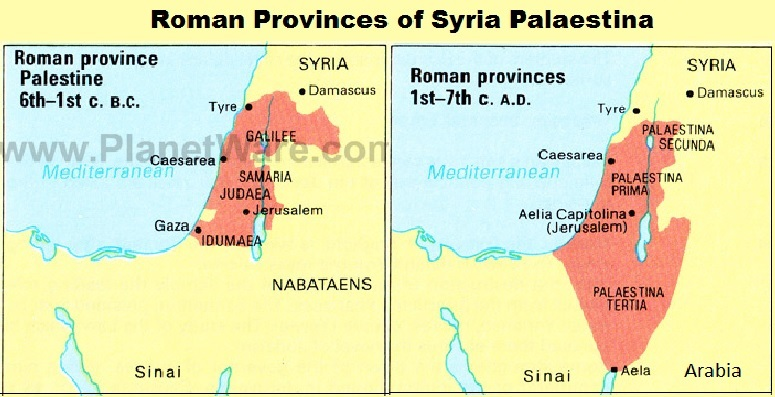 Roman Provinces of Syria Palaestina
Roman province
Palestine
6th–1st C. B.C.
SYRIA
Damascus
Tyre
GALILEE
www.PlanetWare.com
Caesarea
Mediterranean
SAMARIA
JUDAEA
Jerusalem
Gaza
IDUMAEA
NABATAENS
Sinai
Roman provinces
1st–7th C. A.D.
SYRIA
Damascus
Tyre
PALAESTINA
SECUNDA
Caesarea
Mediterranean
PALAESTINA
PRIMA
Aelia Capitolina
(Jerusalem)
PALAESTINA
TERTIA
Sinai
Aela
Arabia